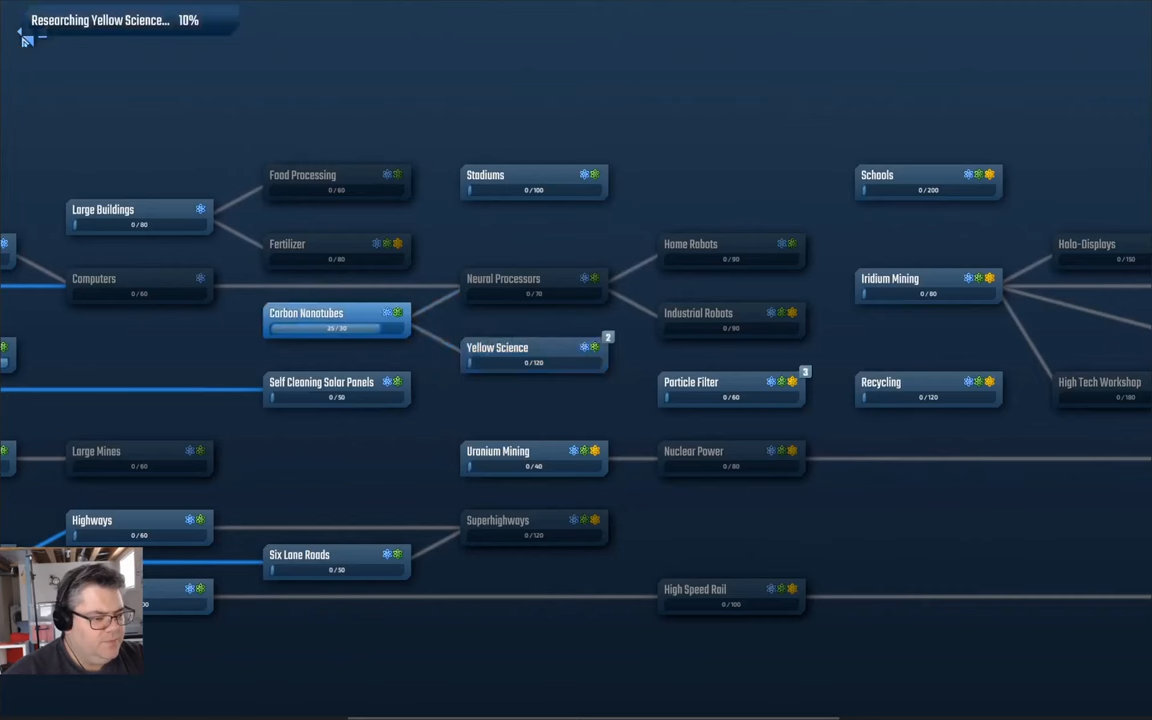 Researching Yellow Science... 10%
Food Processing
0/60
Stadiums
0/100
Schools
0/200
Large Buildings
0/80
Fertilizer
0/80
Home Robots
0/90
Holo-Displays
0/150
Computers
0/60
Neural Processors
0/70
Iridium Mining
0/80
Carbon Nanotubes
25/30
Industrial Robots
0/90
Yellow Science
2
0/120
Self Cleaning Solar Panels
0/50
Particle Filter
3
0/60
Recycling
0/120
High Tech Workshop
0/180
Large Mines
0/60
Uranium Mining
0/40
Nuclear Power
0/80
Highways
0/60
Superhighways
0/120
Six Lane Roads
0/50
High Speed Rail
0/100